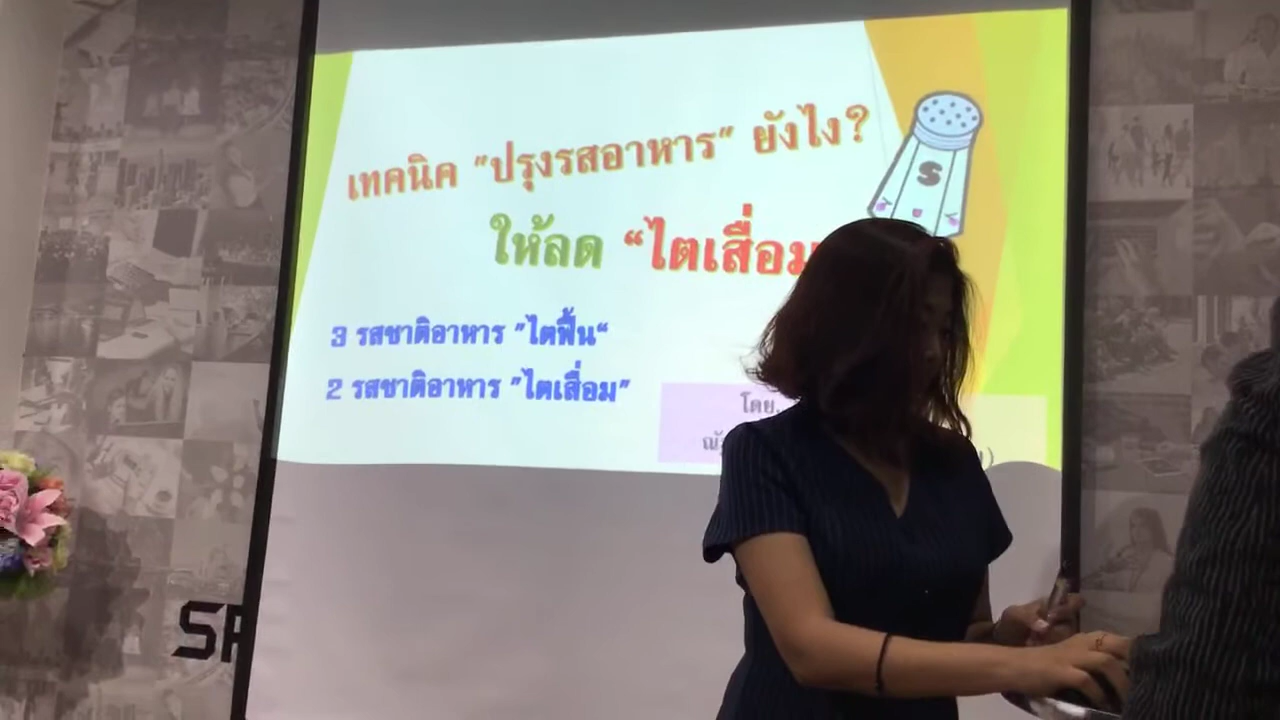 เทคนิค "ปรุงรสอาหาร" ยังไง?
S
ให้ลด “ไตเสื่อม
3 รสชาติอาหาร "ไตฟื้น“
2 รสชาติอาหาร "ไตเสื่อม"
โดย.